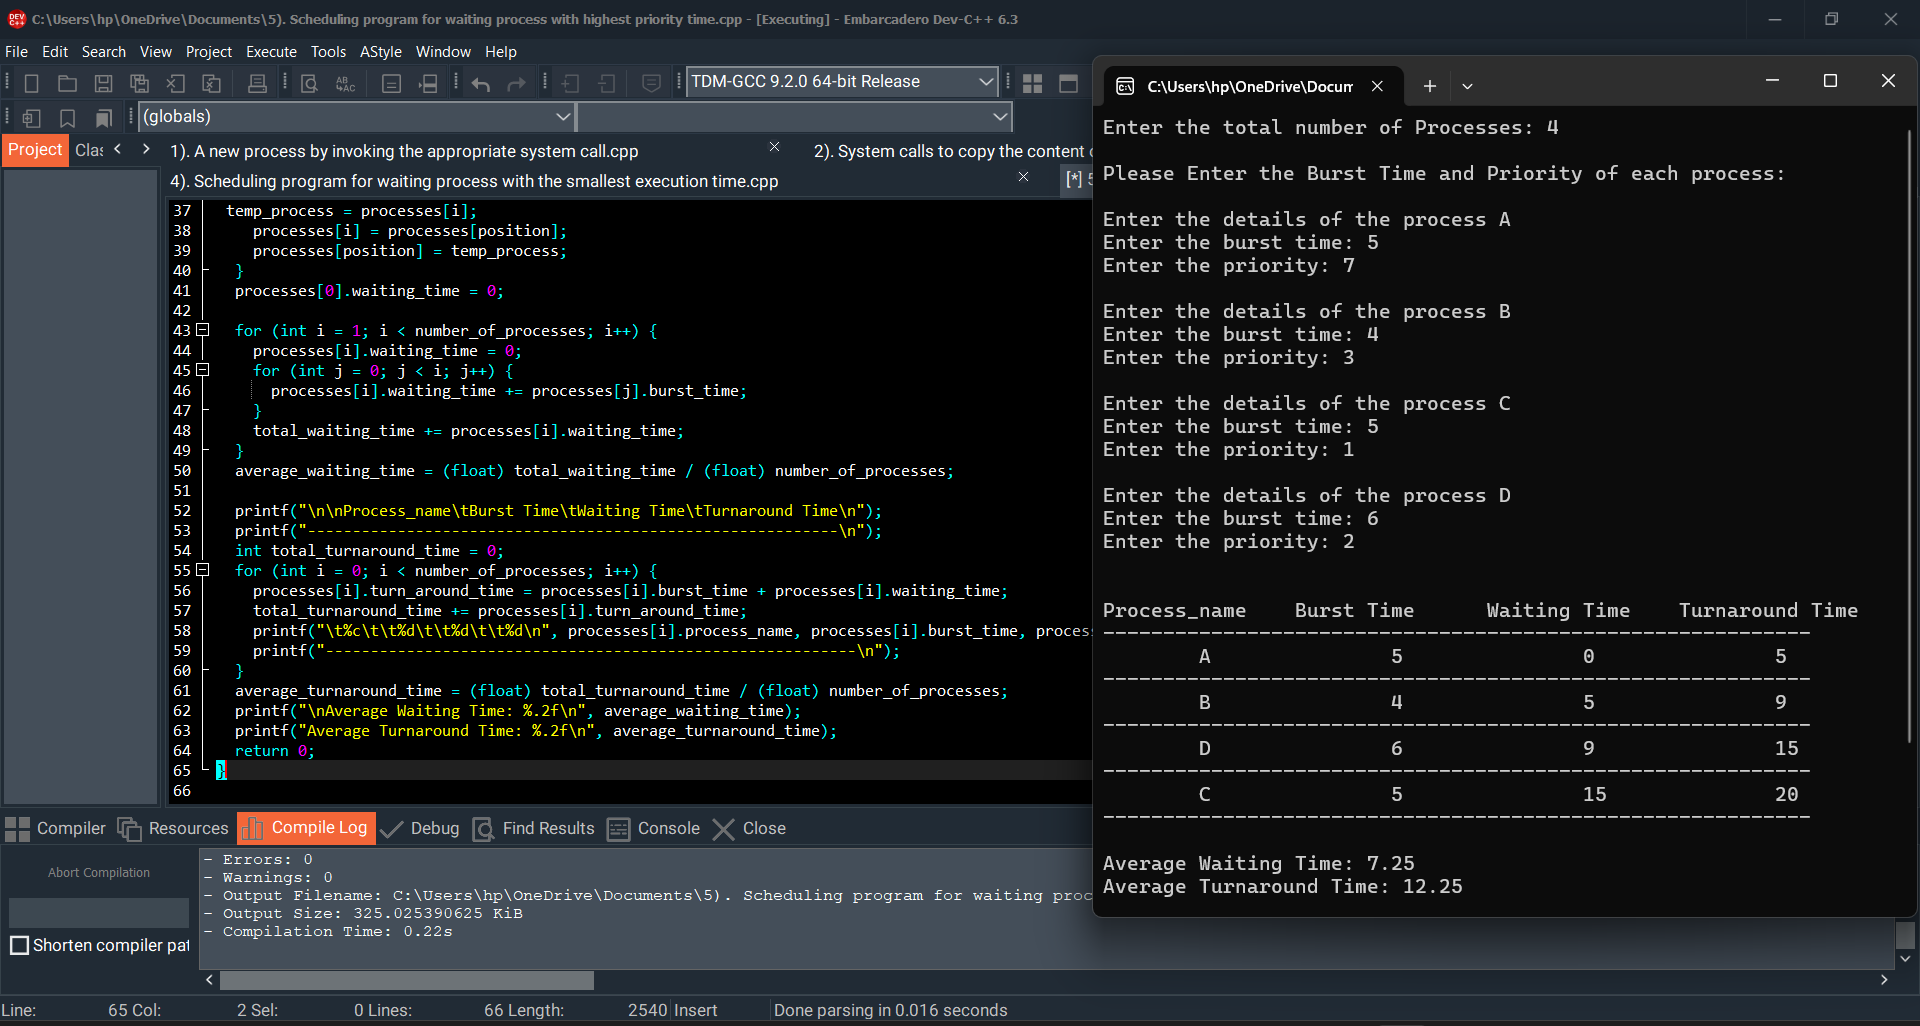 C:\Users\hp\OneDrive\Documents\5). Scheduling program for waiting process with highest priority time.cpp - [Executing] - Embarcadero Dev-C++ 6.3
File Edit Search View Project Execute Tools AStyle Window Help
TDM-GCC 9.2.0 64-bit Release
(globals)
Project Clas
1). A new process by invoking the appropriate system call.cpp
2). System calls to copy the content
4). Scheduling program for waiting process with the smallest execution time.cpp
[*] 5
37 temp_process = processes[i];
38 processes[i] = processes[position];
39 processes[position] = temp_process;
40 }
41 processes[0].waiting_time = 0;
42
43 for (int i = 1; i < number_of_processes; i++) {
44 processes[i].waiting_time = 0;
45 for (int j = 0; j < i; j++) {
46 processes[i].waiting_time += processes[j].burst_time;
47 }
48 total_waiting_time += processes[i].waiting_time;
49 }
50 average_waiting_time = (float) total_waiting_time / (float) number_of_processes;
51
52 printf("\n\nProcess_name\tBurst Time\tWaiting Time\tTurnaround Time\n");
53 printf("-----------------------------------------------------------\n");
54 int total_turnaround_time = 0;
55 for (int i = 0; i < number_of_processes; i++) {
56 processes[i].turn_around_time = processes[i].burst_time + processes[i].waiting_time;
57 total_turnaround_time += processes[i].turn_around_time;
58 printf("\t%c\t\t%d\t\t%d\t\t%d\n", processes[i].process_name, processes[i].burst_time, proces
59 printf("-----------------------------------------------------------\n");
60 }
61 average_turnaround_time = (float) total_turnaround_time / (float) number_of_processes;
62 printf("\nAverage Waiting Time: %.2f\n", average_waiting_time);
63 printf("Average Turnaround Time: %.2f\n", average_turnaround_time);
64 return 0;
65 }
66
Compiler Resources Compile Log Debug Find Results Console Close
Abort Compilation
Shorten compiler pat
- Errors: 0
- Warnings: 0
- Output Filename: C:\Users\hp\OneDrive\Documents\5). Scheduling program for waiting proc
- Output Size: 325.025390625 KiB
- Compilation Time: 0.22s
Line: 65 Col: 2 Sel: 0 Lines: 66 Length: 2540 Insert Done parsing in 0.016 seconds
C:\Users\hp\OneDrive\Docum
Enter the total number of Processes: 4
Please Enter the Burst Time and Priority of each process:
Enter the details of the process A
Enter the burst time: 5
Enter the priority: 7
Enter the details of the process B
Enter the burst time: 4
Enter the priority: 3
Enter the details of the process C
Enter the burst time: 5
Enter the priority: 1
Enter the details of the process D
Enter the burst time: 6
Enter the priority: 2
Process_name Burst Time Waiting Time Turnaround Time
-----------------------------------------------------------
A 5 0 5
-----------------------------------------------------------
B 4 5 9
-----------------------------------------------------------
D 6 9 15
-----------------------------------------------------------
C 5 15 20
-----------------------------------------------------------
Average Waiting Time: 7.25
Average Turnaround Time: 12.25